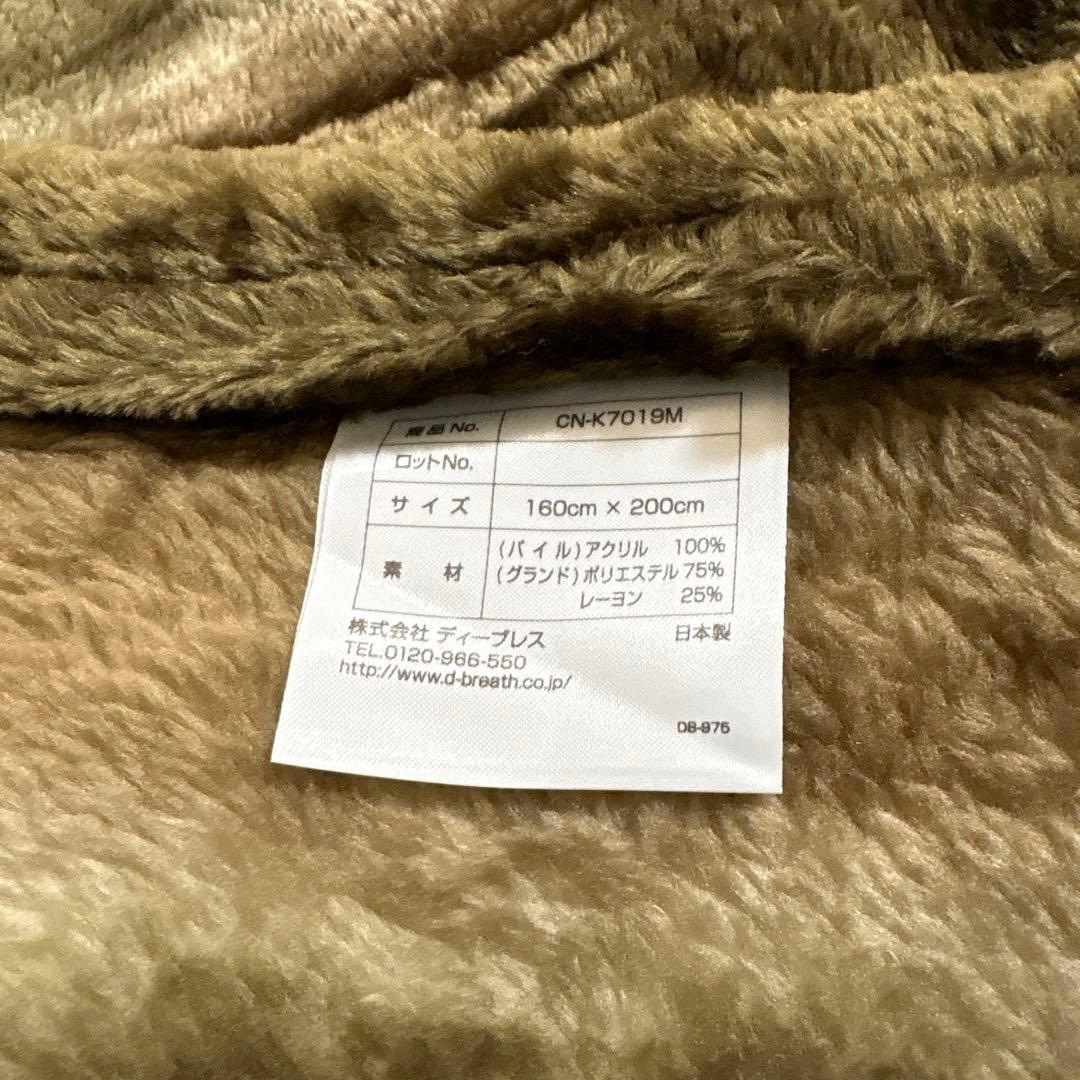 商品No. CN-K7019M
ロットNo.
サイズ 160cm × 200cm
素材 (パイル)アクリル 100%
(グランド)ポリエステル 75%
レーヨン 25%
株式会社 ディーブレス 日本製
TEL.0120-966-550
http://www.d-breath.co.jp/
DB-975